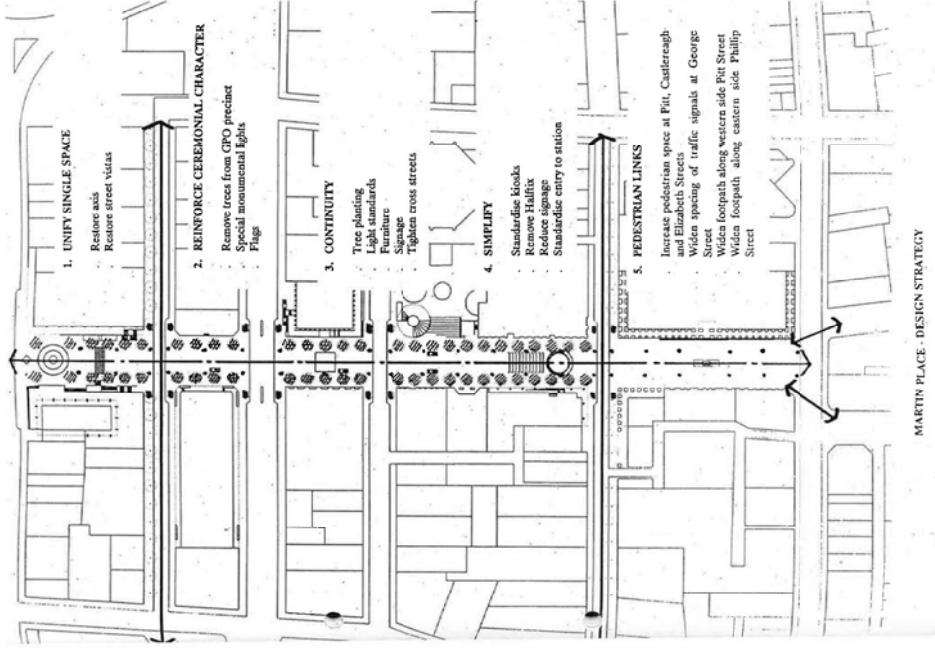 1. UNIFY SINGLE SPACE
· Restore axis
· Restore street vistas
2. REINFORCE CEREMONIAL CHARACTER
· Remove trees from GPO precinct
· Special monumental lights
· Flags
3. CONTINUITY
· Tree planting
· Light standards
· Furniture
· Signage
· Tighten cross streets
4. SIMPLIFY
· Standardise kiosks
· Remove Halftix
· Reduce signage
· Standardise entry to station
5. PEDESTRIAN LINKS
· Increase pedestrian space at Pitt, Castlereagh
and Elizabeth Streets
· Widen spacing of traffic signals at George
Street
· Widen footpath along western side Pitt Street
· Widen footpath along eastern side Phillip
Street
MARTIN PLACE - DESIGN STRATEGY